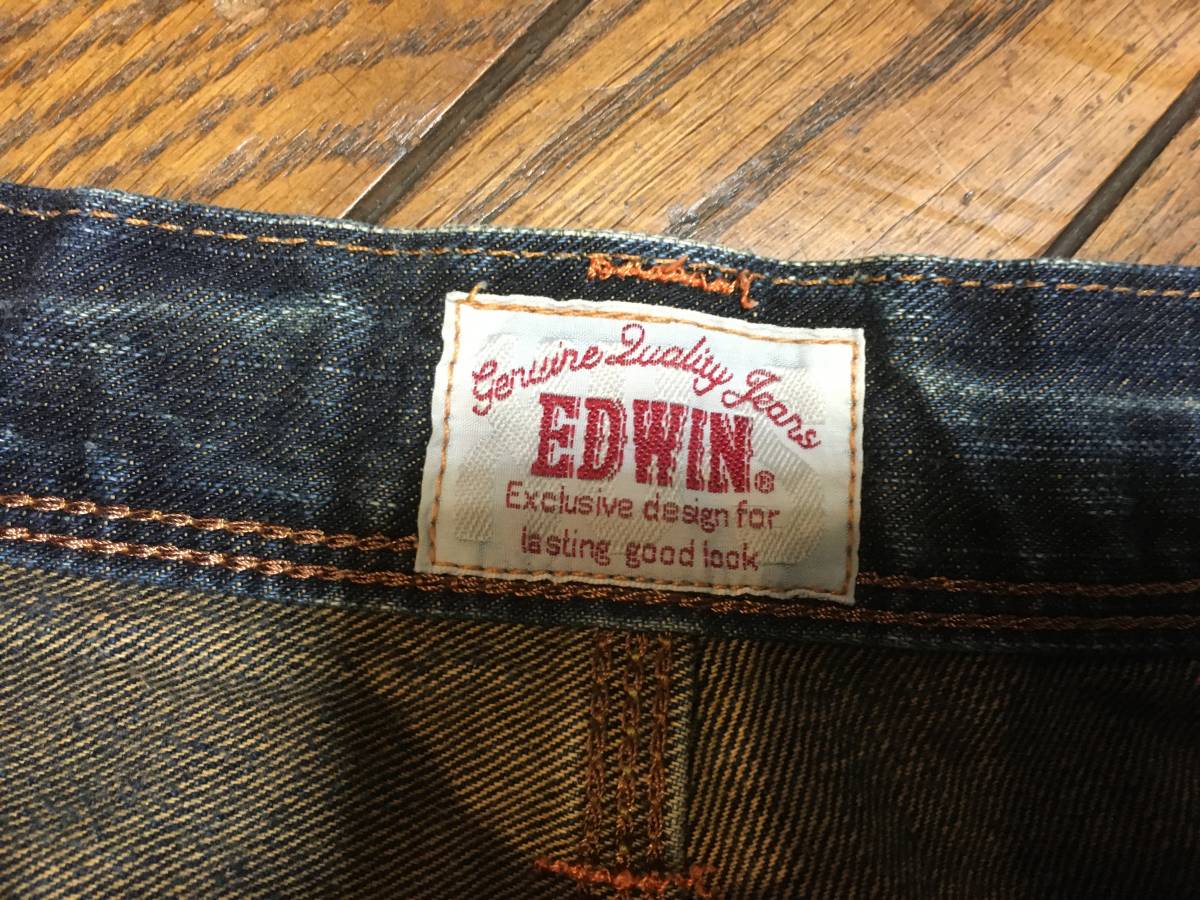 Genuine Quality Jeans
EDWIN®
Exclusive design for
lasting good look